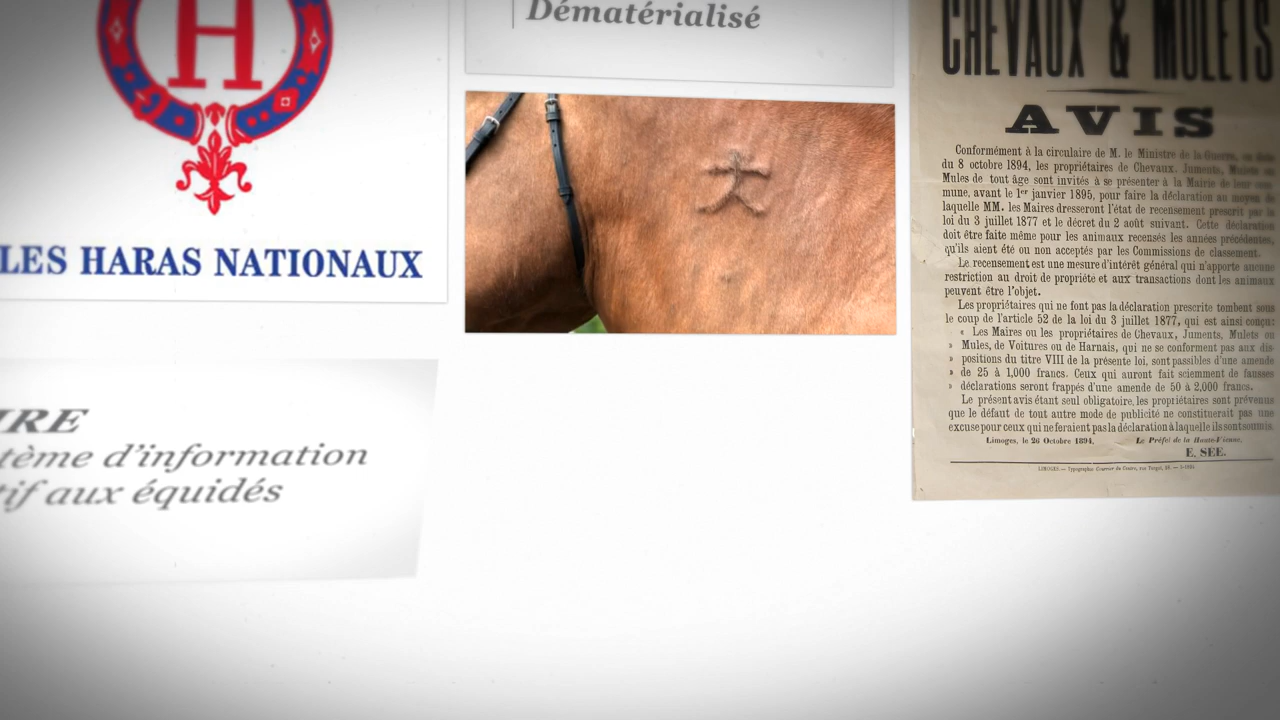 H
LES HARAS NATIONAUX
IRE
tème d'information
tif aux équidés
Dématérialisé
大
CHEVAUX & MULETS
AVIS
Conformément à la circulaire de M. le Ministre de la Guerre, en date
du 8 octobre 1894, les propriétaires de Chevaux, Juments, Mulets ou
Mules de tout âge sont invités à se présenter à la Mairie de leur com-
mune, avant le 1er janvier 1895, pour faire la déclaration au moyen de
laquelle MM. les Maires dresseront l'état de recensement prescrit par la
loi du 3 juillet 1877 et le décret du 2 août suivant. Cette déclaration
doit être faite même pour les animaux recensés les années précédentes,
qu'ils aient été ou non acceptés par les Commissions de classement.
Le recensement est une mesure d'intérêt général qui n'apporte aucune
restriction au droit de propriété et aux transactions dont les animaux
peuvent être l'objet.
Les propriétaires qui ne font pas la déclaration prescrite tombent sous
le coup de l'article 52 de la loi du 3 juillet 1877, qui est ainsi conçu:
« Les Maires ou les propriétaires de Chevaux, Juments, Mulets ou
» Mules, de Voitures ou de Harnais, qui ne se conforment pas aux dis-
» positions du titre VIII de la présente loi, sont passibles d'une amende
» de 25 à 1,000 francs. Ceux qui auront fait sciemment de fausses
» déclarations seront frappés d'une amende de 50 à 2,000 francs.
Le présent avis étant seul obligatoire, les propriétaires sont prévenus
que le défaut de tout autre mode de publicité ne constituerait pas une
excuse pour ceux qui ne feraient pas la déclaration à laquelle ils sont soumis.
Limoges, le 26 Octobre 1894.
Le Préfet de la Haute-Vienne,
E. SEE.
LIMOGES. — Typographie Courrier du Centre, rue Turgot,